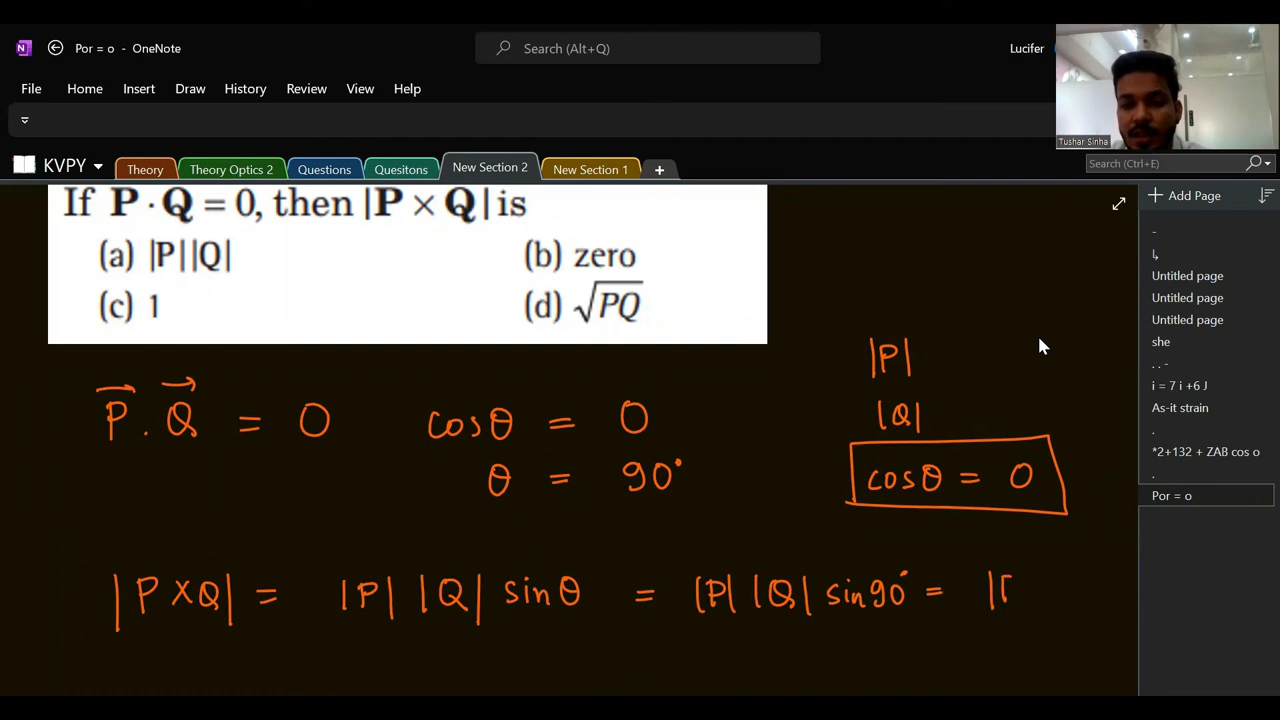 Por = o - OneNote
Search (Alt+Q)
Lucifer
File Home Insert Draw History Review View Help
Tushar Sinha
KVPY
Theory Theory Optics 2 Questions Quesitons New Section 2 New Section 1 +
Search (Ctrl+E)
If P · Q = 0, then |P × Q| is
(a) |P||Q| (b) zero
(c) 1 (d) √PQ
|P|
|Q|
P⃗ . Q⃗ = 0 cosθ = 0
θ = 90°
cosθ = 0
|P × Q| = |P| |Q| sinθ = |P| |Q| sin90° =
+ Add Page
-
↳
Untitled page
Untitled page
Untitled page
she
. . -
i = 7 i +6 J
As-it strain
.
*2+132 + ZAB cos o
.
Por = o